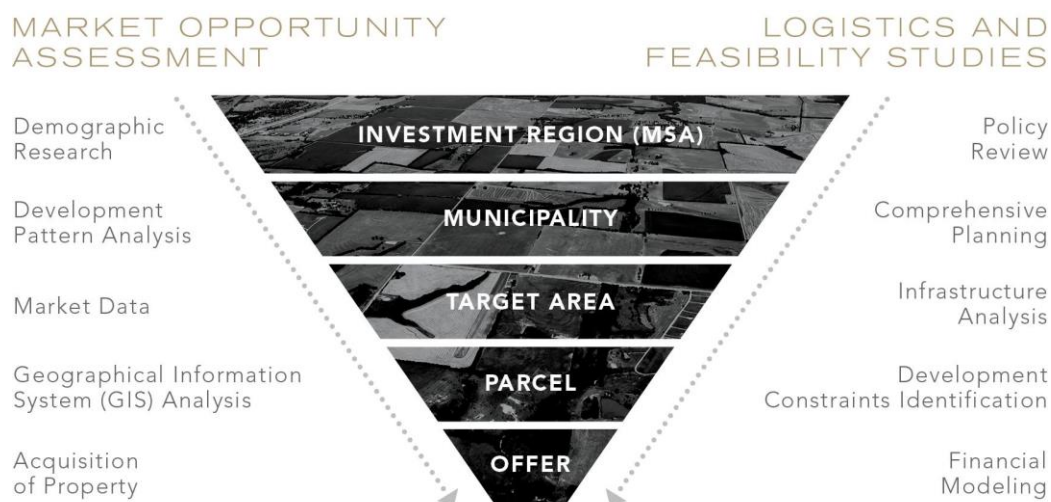 MARKET OPPORTUNITY
ASSESSMENT
LOGISTICS AND
FEASIBILITY STUDIES
Demographic
Research
INVESTMENT REGION (MSA)
Policy
Review
Development
Pattern Analysis
MUNICIPALITY
Comprehensive
Planning
Market Data
TARGET AREA
Infrastructure
Analysis
Geographical Information
System (GIS) Analysis
PARCEL
Development
Constraints Identification
Acquisition
of Property
OFFER
Financial
Modeling